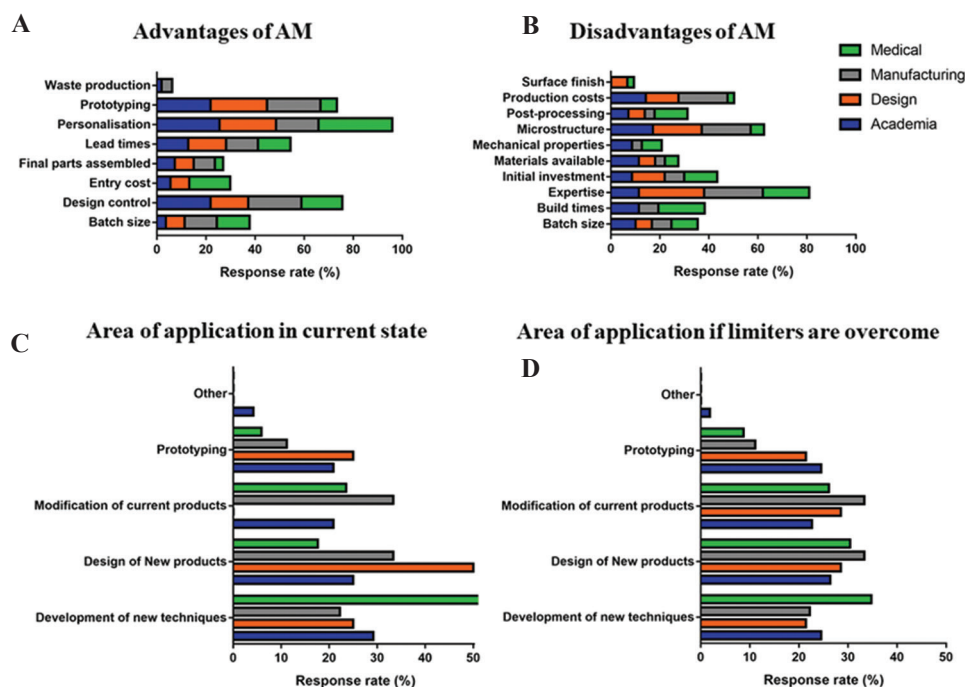 A
Advantages of AM
Waste production
Prototyping
Personalisation
Lead times
Final parts assembled
Entry cost
Design control
Batch size
0 20 40 60 80 100
Response rate (%)
B
Disadvantages of AM
Surface finish
Production costs
Post-processing
Microstructure
Mechanical properties
Materials available
Initial investment
Expertise
Build times
Batch size
0 20 40 60 80 100
Response rate (%)
Medical
Manufacturing
Design
Academia
C
Area of application in current state
Other
Prototyping
Modification of current products
Design of New products
Development of new techniques
0 10 20 30 40 50
Response rate (%)
D
Area of application if limiters are overcome
Other
Prototyping
Modification of current products
Design of New products
Development of new techniques
0 10 20 30 40 50
Response rate (%)